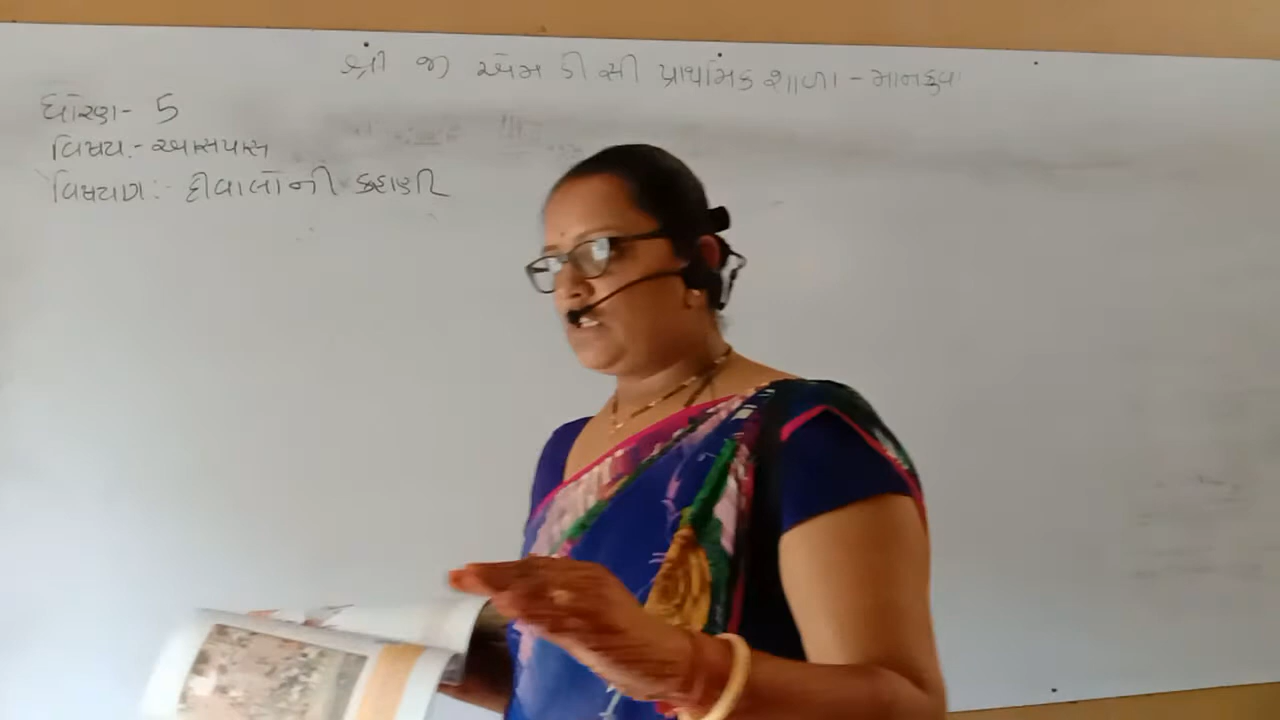 શ્રી જી એમ ડી સી પ્રાથમિક શાળા - માનકુવા
ધોરણ- 5
વિષય:- આસપાસ
વિષયાંગ:- દીવાલોની કહાણી